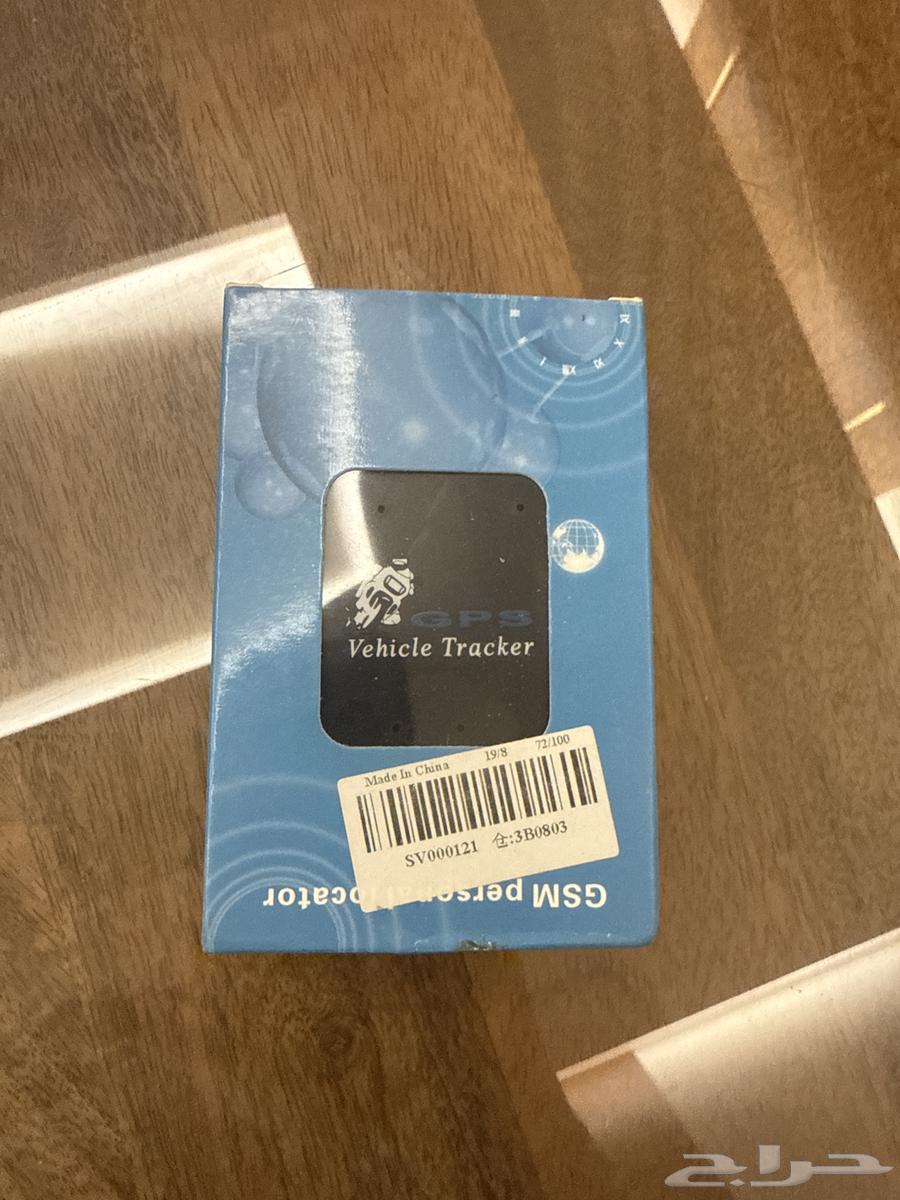 GPS
Vehicle Tracker
Made In China 19/8 72/100
SV000121 仓:3B0803
GSM personal locator
حراج